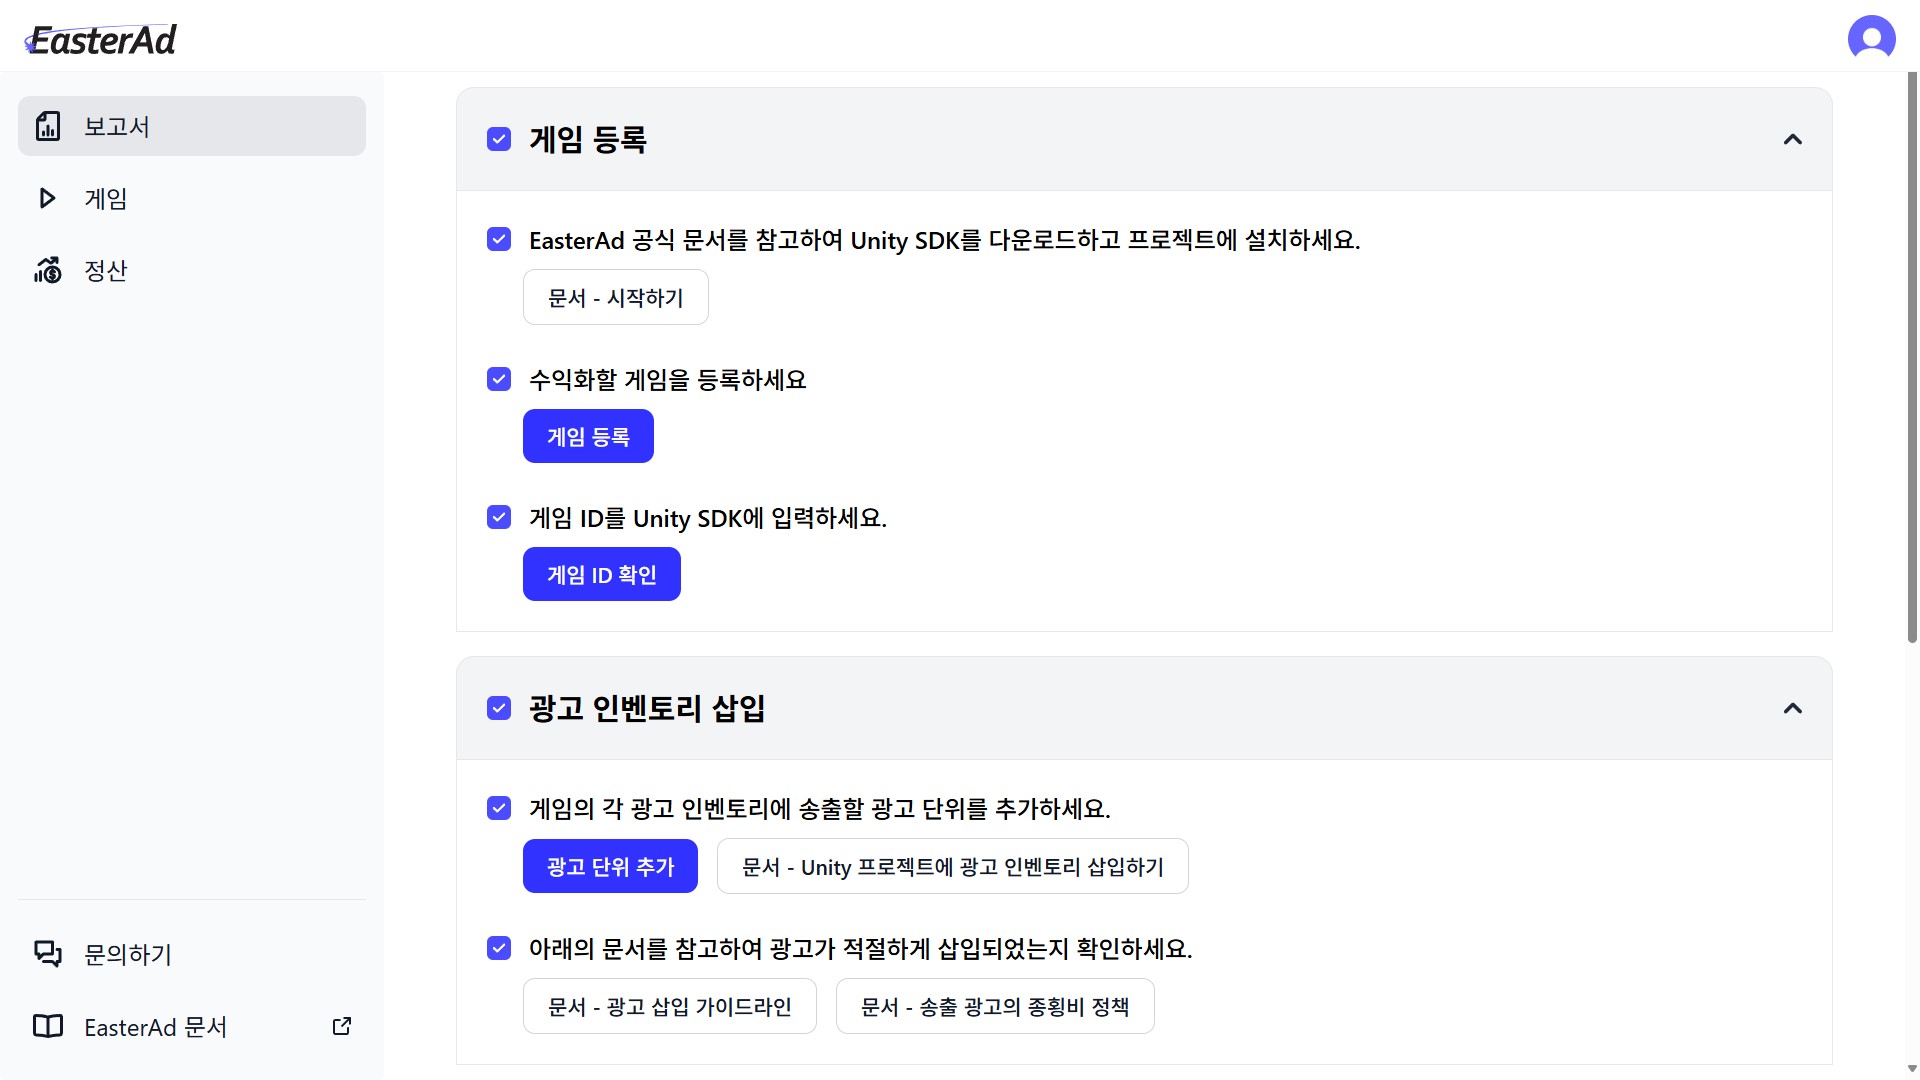 EasterAd
보고서
게임
정산
문의하기
EasterAd 문서
게임 등록
EasterAd 공식 문서를 참고하여 Unity SDK를 다운로드하고 프로젝트에 설치하세요.
문서 - 시작하기
수익화할 게임을 등록하세요
게임 등록
게임 ID를 Unity SDK에 입력하세요.
게임 ID 확인
광고 인벤토리 삽입
게임의 각 광고 인벤토리에 송출할 광고 단위를 추가하세요.
광고 단위 추가
문서 - Unity 프로젝트에 광고 인벤토리 삽입하기
아래의 문서를 참고하여 광고가 적절하게 삽입되었는지 확인하세요.
문서 - 광고 삽입 가이드라인
문서 - 송출 광고의 종횡비 정책